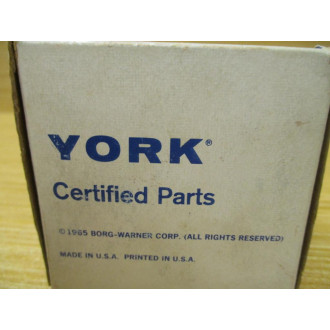 YORK®
Certified Parts
© 1985 BORG-WARNER CORP. (ALL RIGHTS RESERVED)
MADE IN U.S.A. PRINTED IN U.S.A.